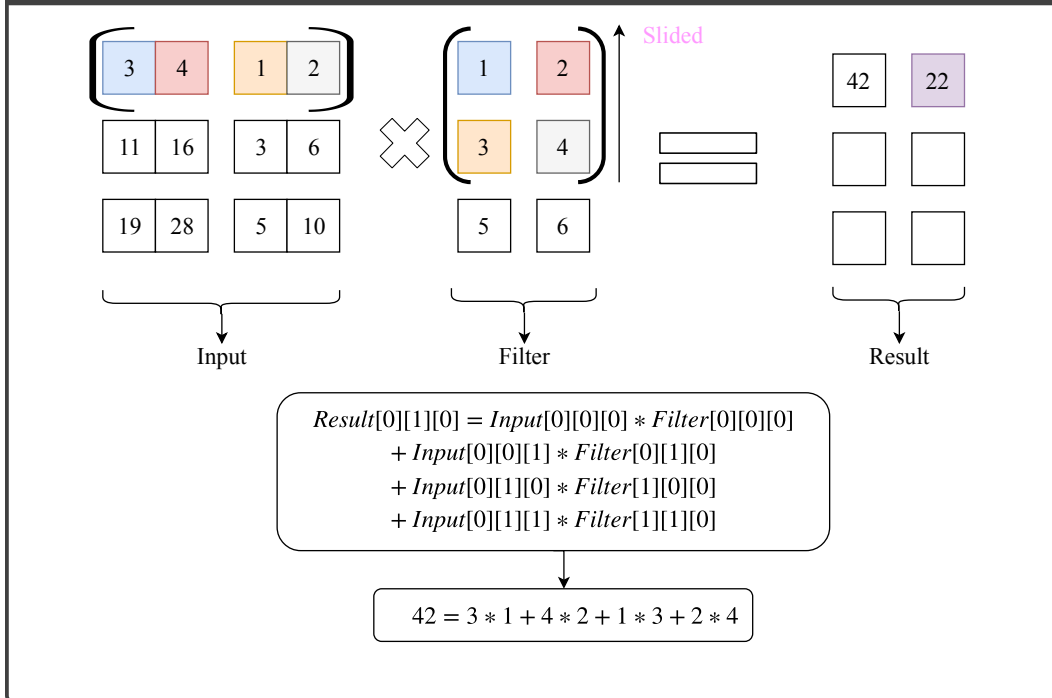 Slided
3 4 1 2
1 2
42 22
11 16 3 6
3 4
19 28 5 10
5 6
Input
Filter
Result
Result[0][1][0] = Input[0][0][0] ∗ Filter[0][0][0]
+ Input[0][0][1] ∗ Filter[0][1][0]
+ Input[0][1][0] ∗ Filter[1][0][0]
+ Input[0][1][1] ∗ Filter[1][1][0]
42 = 3 ∗ 1 + 4 ∗ 2 + 1 ∗ 3 + 2 ∗ 4